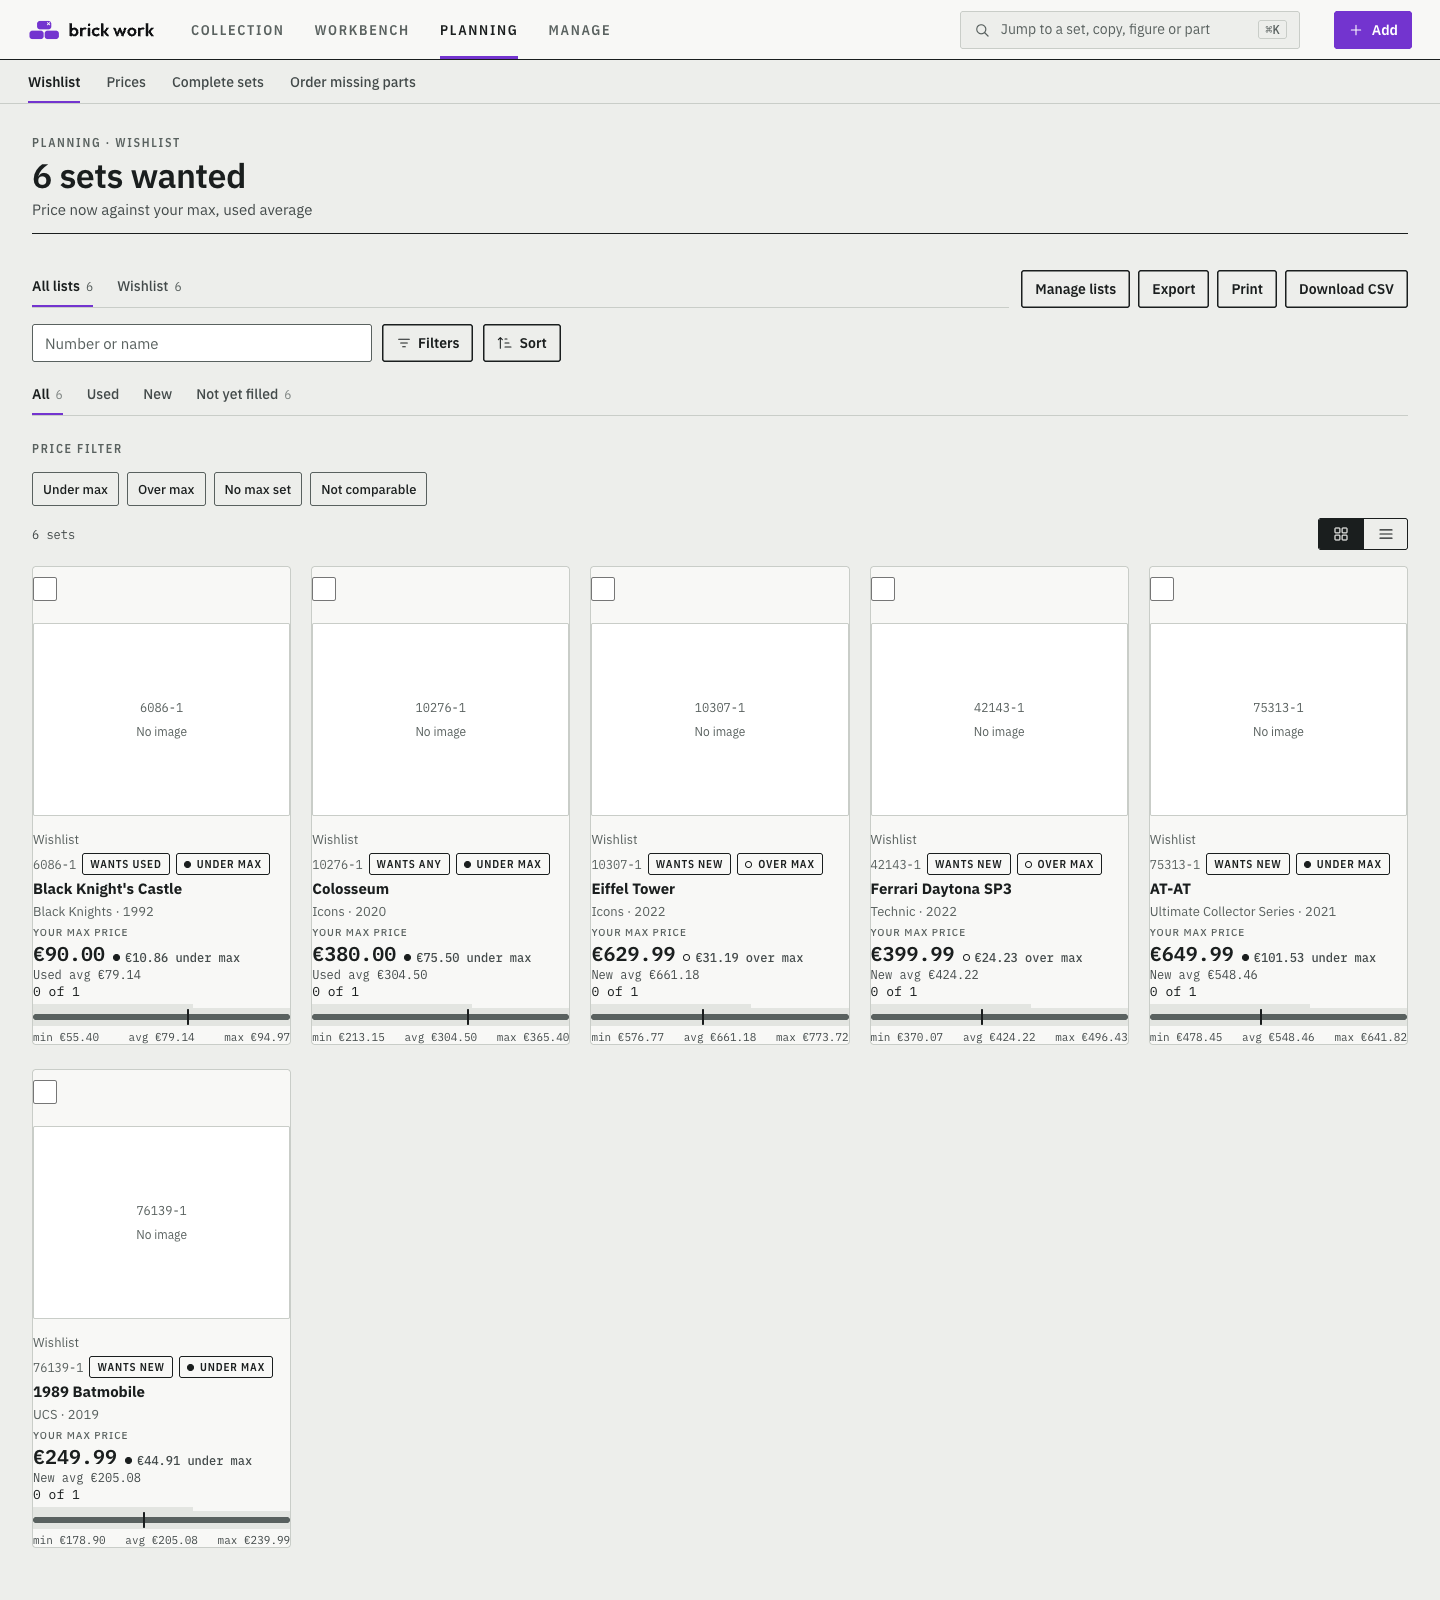 brick work
COLLECTION WORKBENCH PLANNING MANAGE
Jump to a set, copy, figure or part ⌘K
+ Add
Wishlist Prices Complete sets Order missing parts
PLANNING · WISHLIST
6 sets wanted
Price now against your max, used average
All lists 6 Wishlist 6
Manage lists Export Print Download CSV
Number or name Filters Sort
All 6 Used New Not yet filled 6
PRICE FILTER
Under max Over max No max set Not comparable
6 sets
6086-1
No image
Wishlist
6086-1 WANTS USED ● UNDER MAX
Black Knight's Castle
Black Knights · 1992
YOUR MAX PRICE
€90.00 ● €10.86 under max
Used avg €79.14
0 of 1
min €55.40 avg €79.14 max €94.97
10276-1
No image
Wishlist
10276-1 WANTS ANY ● UNDER MAX
Colosseum
Icons · 2020
YOUR MAX PRICE
€380.00 ● €75.50 under max
Used avg €304.50
0 of 1
min €213.15 avg €304.50 max €365.40
10307-1
No image
Wishlist
10307-1 WANTS NEW ○ OVER MAX
Eiffel Tower
Icons · 2022
YOUR MAX PRICE
€629.99 ○ €31.19 over max
New avg €661.18
0 of 1
min €576.77 avg €661.18 max €773.72
42143-1
No image
Wishlist
42143-1 WANTS NEW ○ OVER MAX
Ferrari Daytona SP3
Technic · 2022
YOUR MAX PRICE
€399.99 ○ €24.23 over max
New avg €424.22
0 of 1
min €370.07 avg €424.22 max €496.43
75313-1
No image
Wishlist
75313-1 WANTS NEW ● UNDER MAX
AT-AT
Ultimate Collector Series · 2021
YOUR MAX PRICE
€649.99 ● €101.53 under max
New avg €548.46
0 of 1
min €478.45 avg €548.46 max €641.82
76139-1
No image
Wishlist
76139-1 WANTS NEW ● UNDER MAX
1989 Batmobile
UCS · 2019
YOUR MAX PRICE
€249.99 ● €44.91 under max
New avg €205.08
0 of 1
min €178.90 avg €205.08 max €239.99